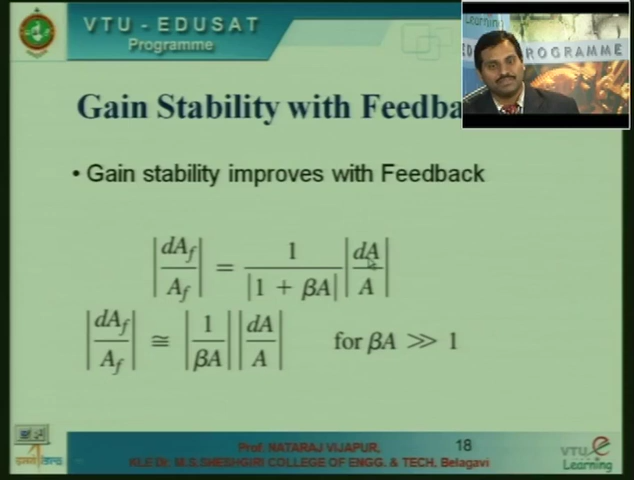 VTU - EDUSAT
Programme
Learning
PROGRAMME
Gain Stability with Feedba
• Gain stability improves with Feedback
|dA_f / A_f| = 1 / |1 + βA| |dA / A|
|dA_f / A_f| ≅ |1 / βA| |dA / A| for βA ≫ 1
Prof. NATARAJ VIJAPUR, 18
KLE Dr. M.S.SHESHGIRI COLLEGE OF ENGG. & TECH, Belagavi
VTU e
Learning